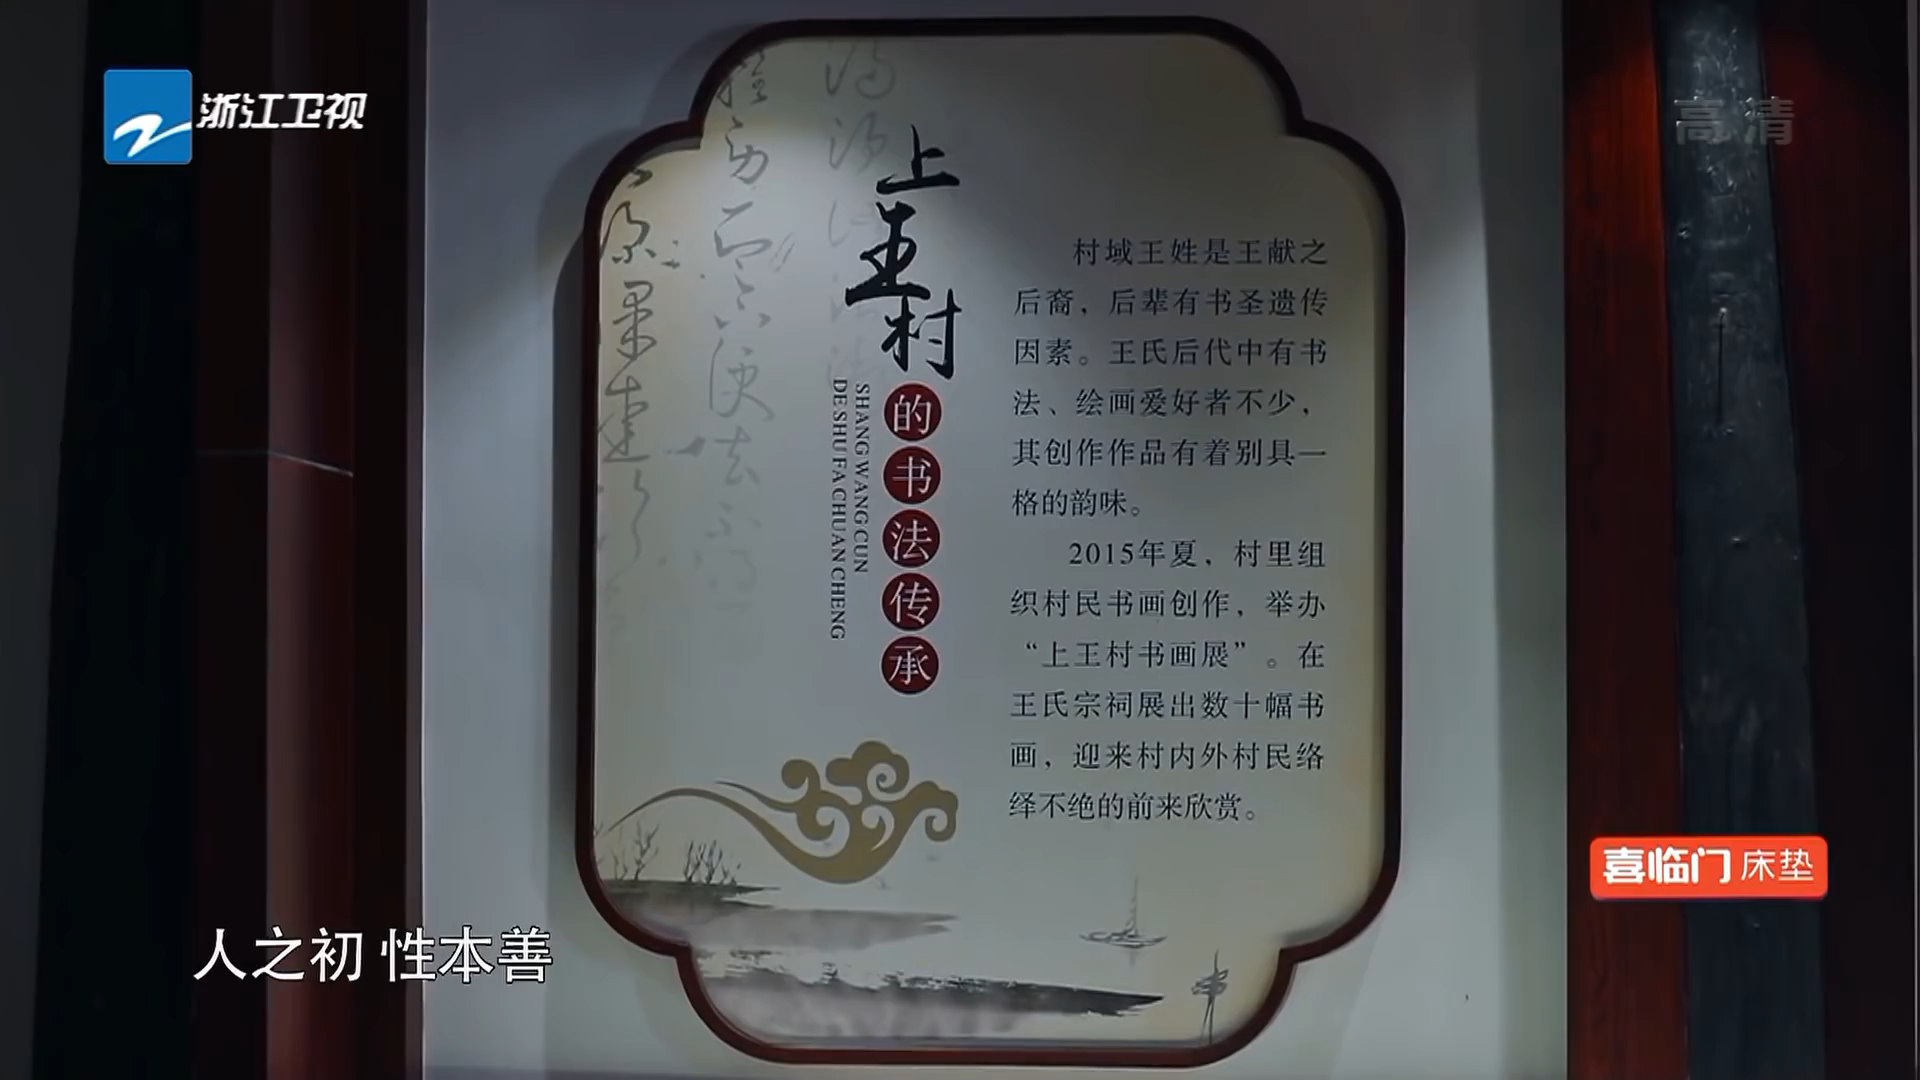 浙江卫视
高清
上王村
的书法传承
SHANG WANG CUN
DE SHU FA CHUAN CHENG
村域王姓是王献之
后裔，后辈有书圣遗传
因素。王氏后代中有书
法、绘画爱好者不少，
其创作作品有着别具一
格的韵味。
2015年夏，村里组
织村民书画创作，举办
“上王村书画展”。在
王氏宗祠展出数十幅书
画，迎来村内外村民络
绎不绝的前来欣赏。
喜临门床垫
人之初 性本善